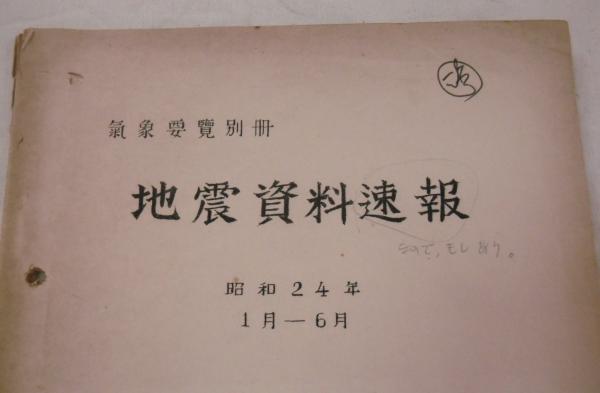 氣象要覽別冊
地震資料速報
昭和24年
1月—6月